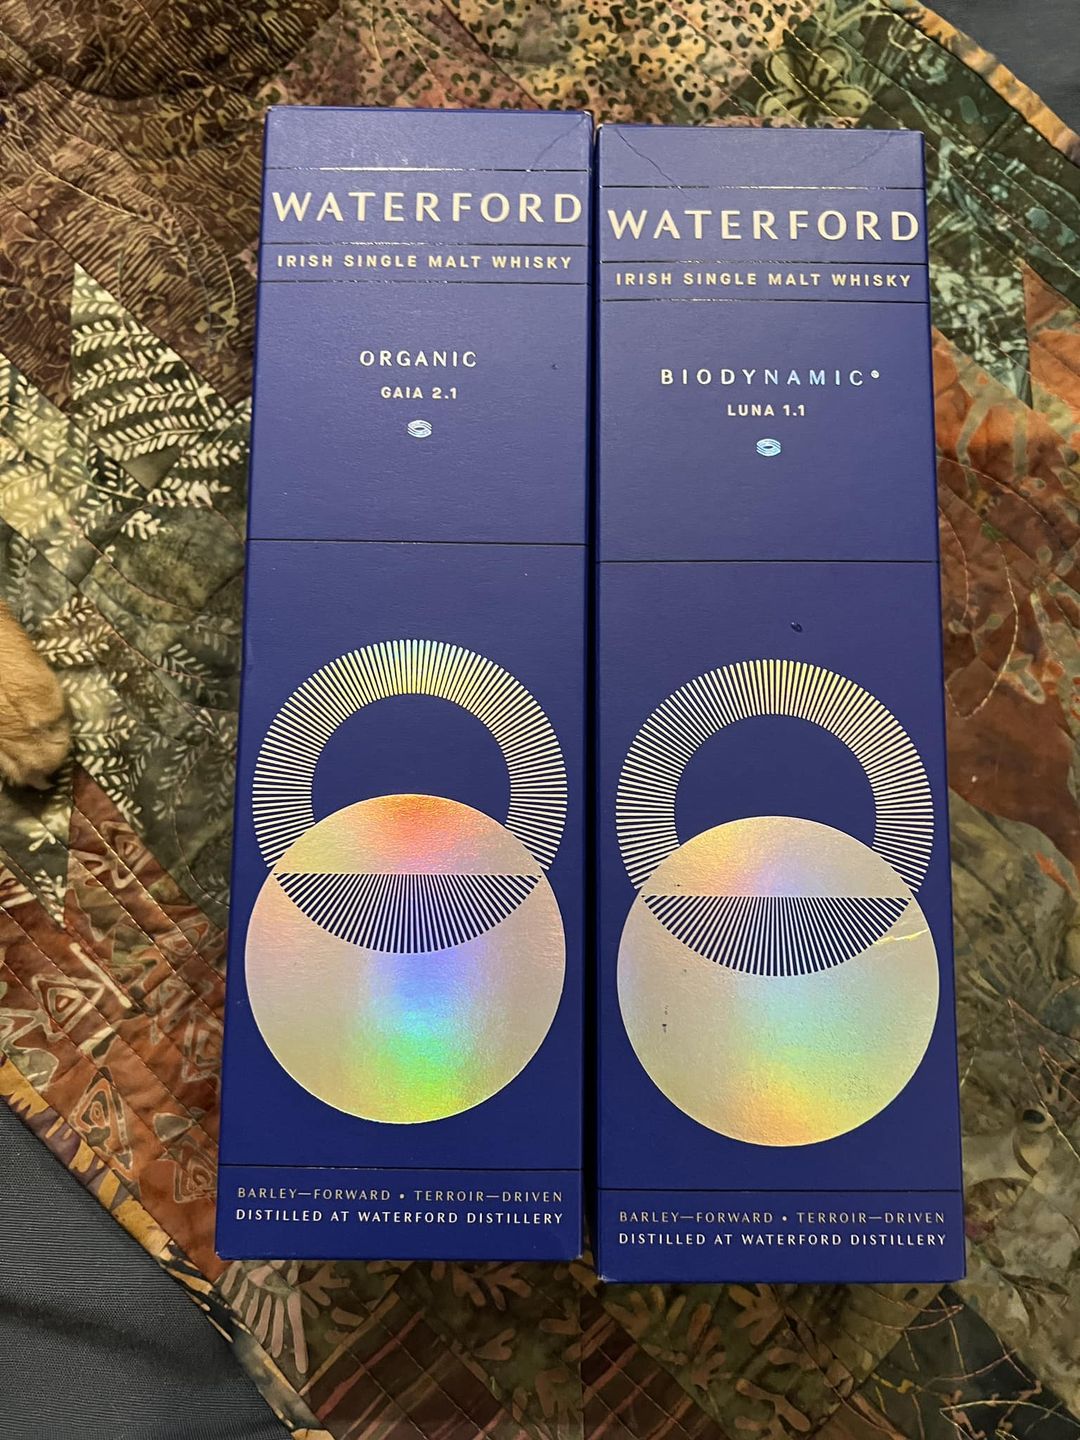 WATERFORD
IRISH SINGLE MALT WHISKY
ORGANIC
GAIA 2.1
BARLEY—FORWARD • TERROIR—DRIVEN
DISTILLED AT WATERFORD DISTILLERY
WATERFORD
IRISH SINGLE MALT WHISKY
BIODYNAMIC®
LUNA 1.1
BARLEY—FORWARD • TERROIR—DRIVEN
DISTILLED AT WATERFORD DISTILLERY